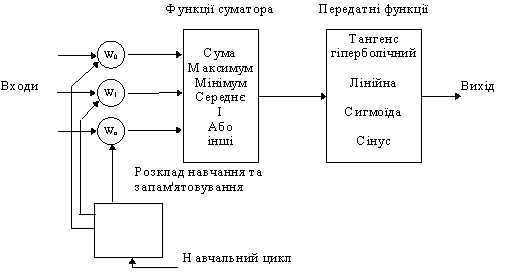 Функції суматора
Передатні функції
Входи
W₀
W₁
Wₙ
Сума
Максимум
Мінімум
Середнє
І
Або
інші
Тангенс
гіперболічний
Лінійна
Сигмоїда
Сінус
Вихід
Розклад навчання та
запам'ятовування
Н авчальний цикл